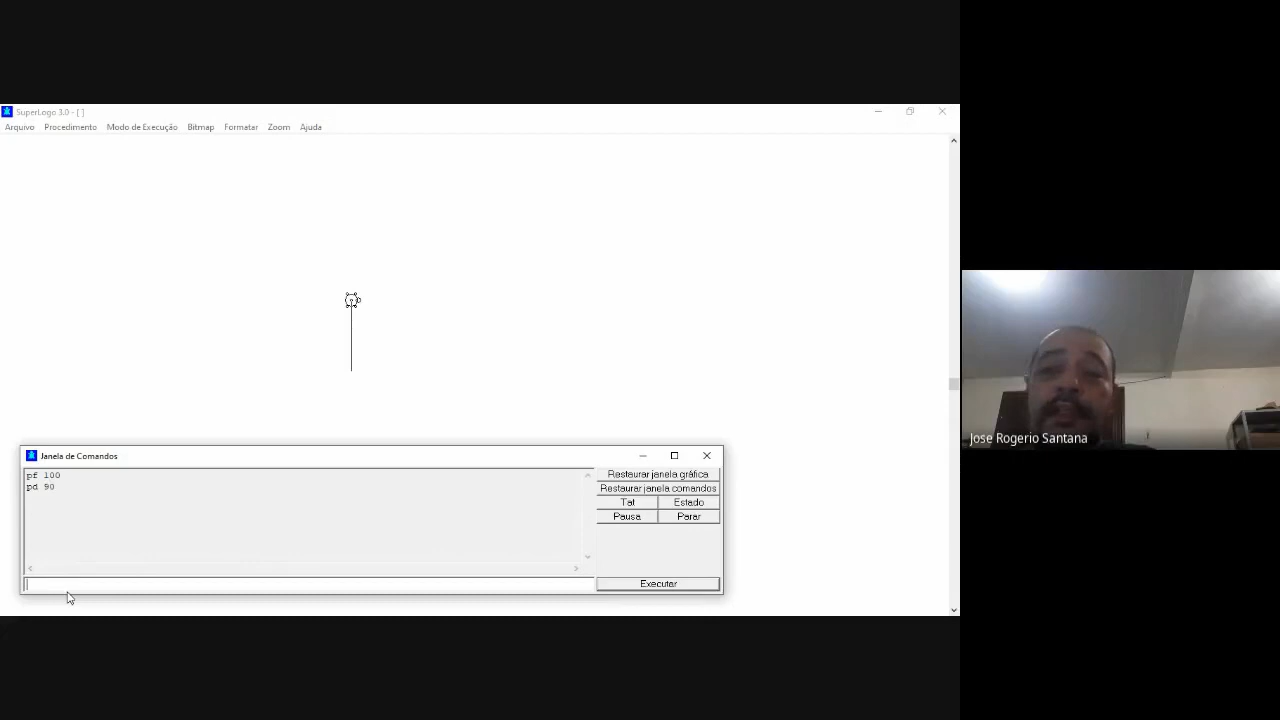 SuperLogo 3.0 - [ ]
Arquivo Procedimento Modo de Execução Bitmap Formatar Zoom Ajuda
Janela de Comandos
pf 100
pd 90
Restaurar janela gráfica
Restaurar janela comandos
Tat Estado
Pausa Parar
Executar
Jose Rogerio Santana